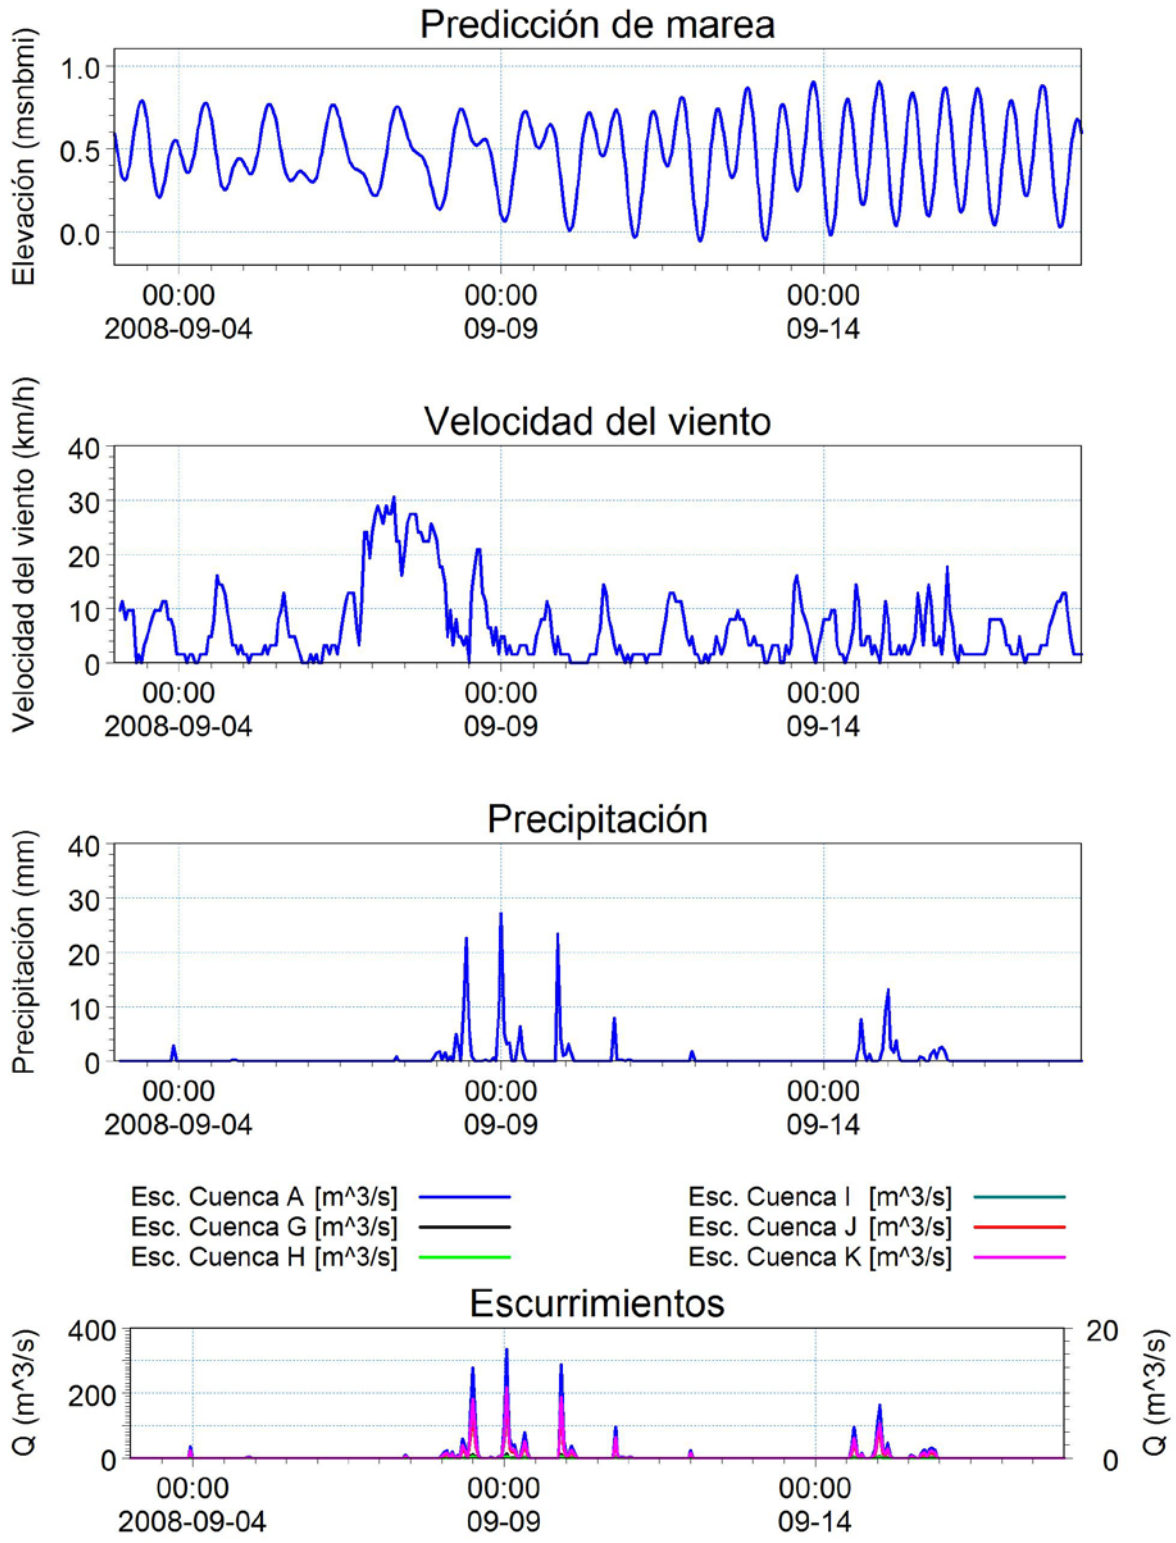 Predicción de marea
Elevación (msnbmi)
1.0
0.5
0.0
00:00 00:00 00:00
2008-09-04 09-09 09-14
Velocidad del viento
Velocidad del viento (km/h)
40
30
20
10
0
00:00 00:00 00:00
2008-09-04 09-09 09-14
Precipitación
Precipitación (mm)
40
30
20
10
0
00:00 00:00 00:00
2008-09-04 09-09 09-14
Esc. Cuenca A [m^3/s] Esc. Cuenca I [m^3/s]
Esc. Cuenca G [m^3/s] Esc. Cuenca J [m^3/s]
Esc. Cuenca H [m^3/s] Esc. Cuenca K [m^3/s]
Escurrimientos
Q (m^3/s)
400 20
200
0 0
Q (m^3/s)
00:00 00:00 00:00
2008-09-04 09-09 09-14